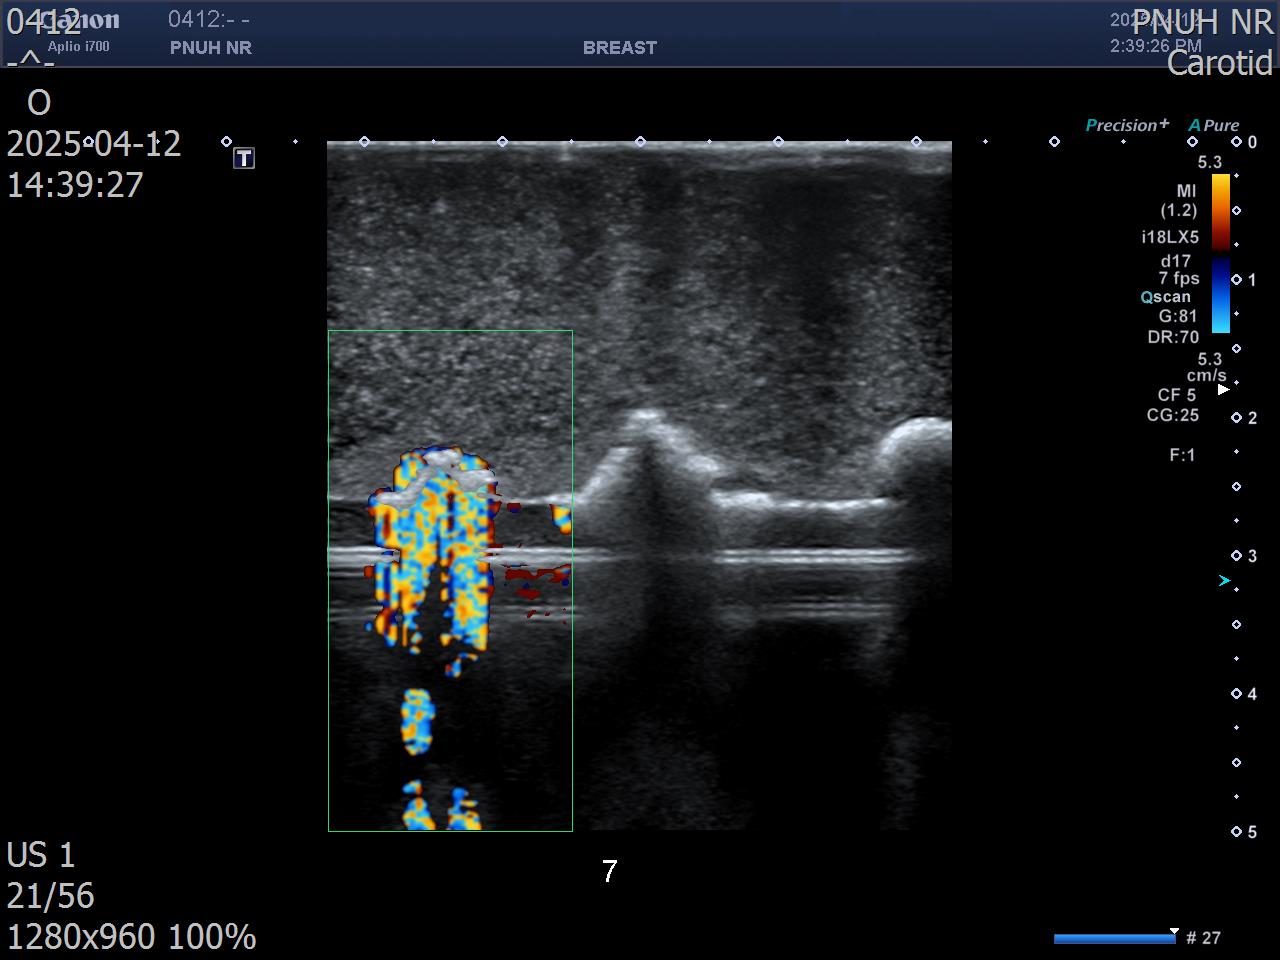 0412
Canon
Aplio i700
0412:- -
PNUH NR
BREAST
2:39:26 PM
PNUH NR
Carotid
-^-
O
2025-04-12
14:39:27
T
Precision+ A Pure
5.3
MI
(1.2)
i18LX5
d17
7 fps
Qscan
G:81
DR:70
5.3
cm/s
CF 5
CG:25
F:1
0
1
2
3
4
5
7
US 1
21/56
1280x960 100%
# 27